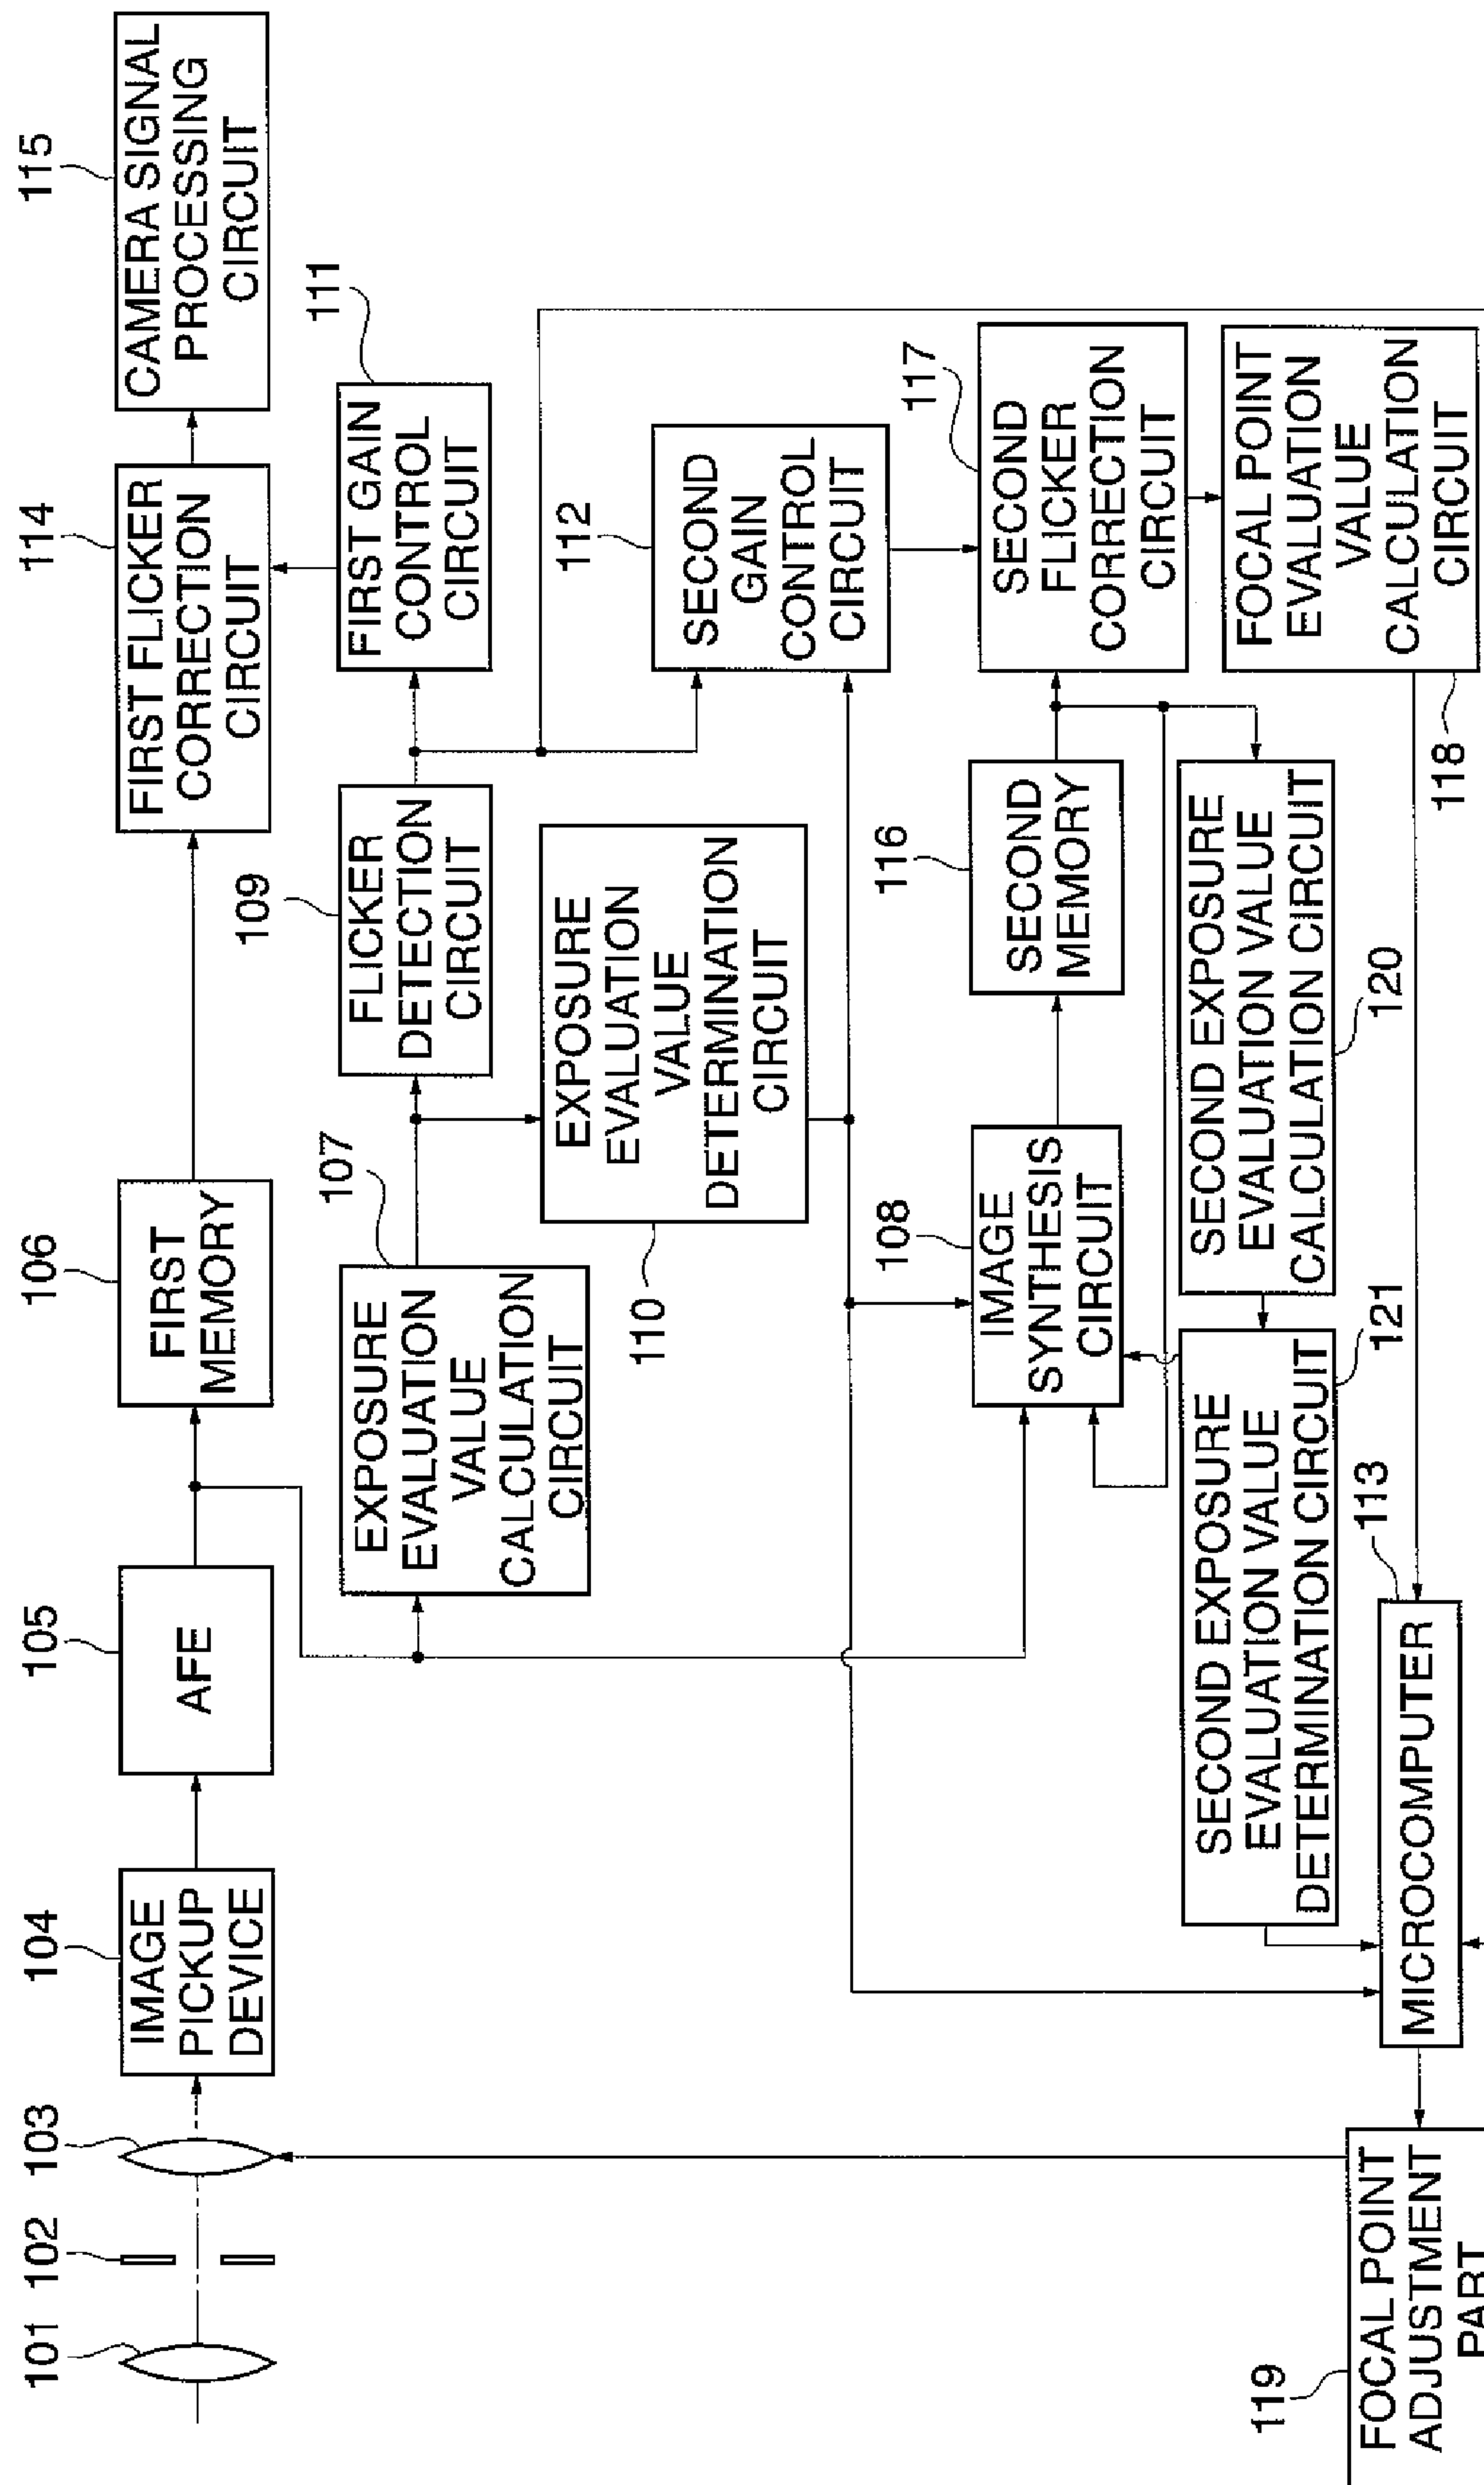 101
102
103
104
IMAGE
PICKUP
DEVICE
105
AFE
106
FIRST
MEMORY
114
FIRST FLICKER
CORRECTION
CIRCUIT
115
CAMERA SIGNAL
PROCESSING
CIRCUIT
107
EXPOSURE
EVALUATION
VALUE
CALCULATION
CIRCUIT
109
FLICKER
DETECTION
CIRCUIT
111
FIRST GAIN
CONTROL
CIRCUIT
110
EXPOSURE
EVALUATION
VALUE
DETERMINATION
CIRCUIT
112
SECOND
GAIN
CONTROL
CIRCUIT
108
IMAGE
SYNTHESIS
CIRCUIT
116
SECOND
MEMORY
117
SECOND
FLICKER
CORRECTION
CIRCUIT
121
SECOND EXPOSURE
EVALUATION VALUE
DETERMINATION CIRCUIT
120
SECOND EXPOSURE
EVALUATION VALUE
CALCULATION CIRCUIT
118
FOCAL POINT
EVALUATION
VALUE
CALCULATION
CIRCUIT
119
FOCAL POINT
ADJUSTMENT
PART
113
MICROCOMPUTER